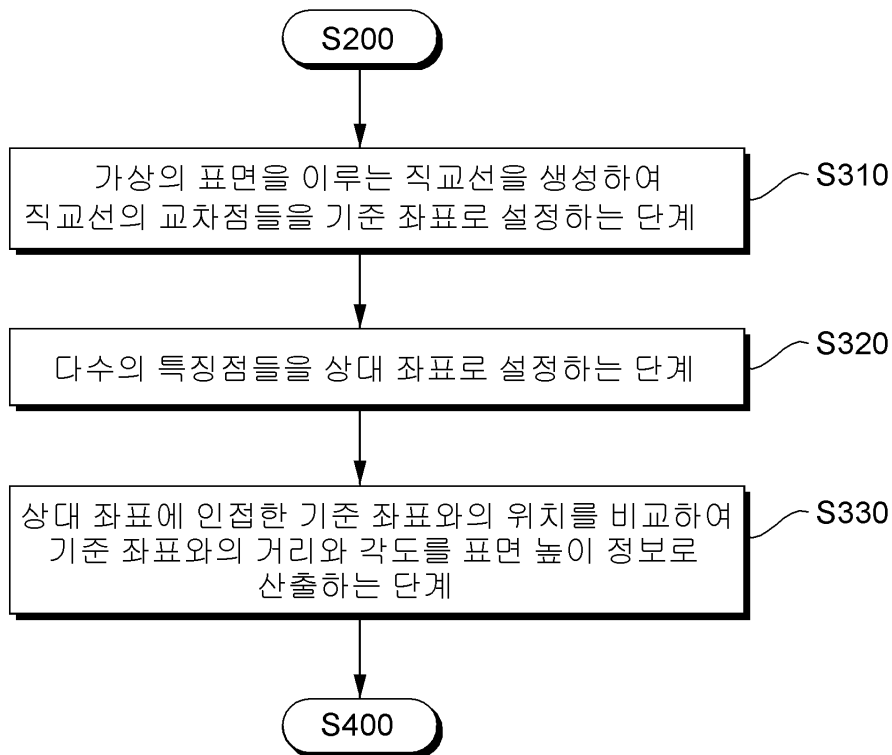 S200
가상의 표면을 이루는 직교선을 생성하여
직교선의 교차점들을 기준 좌표로 설정하는 단계
S310
다수의 특징점들을 상대 좌표로 설정하는 단계
S320
상대 좌표에 인접한 기준 좌표와의 위치를 비교하여
기준 좌표와의 거리와 각도를 표면 높이 정보로
산출하는 단계
S330
S400